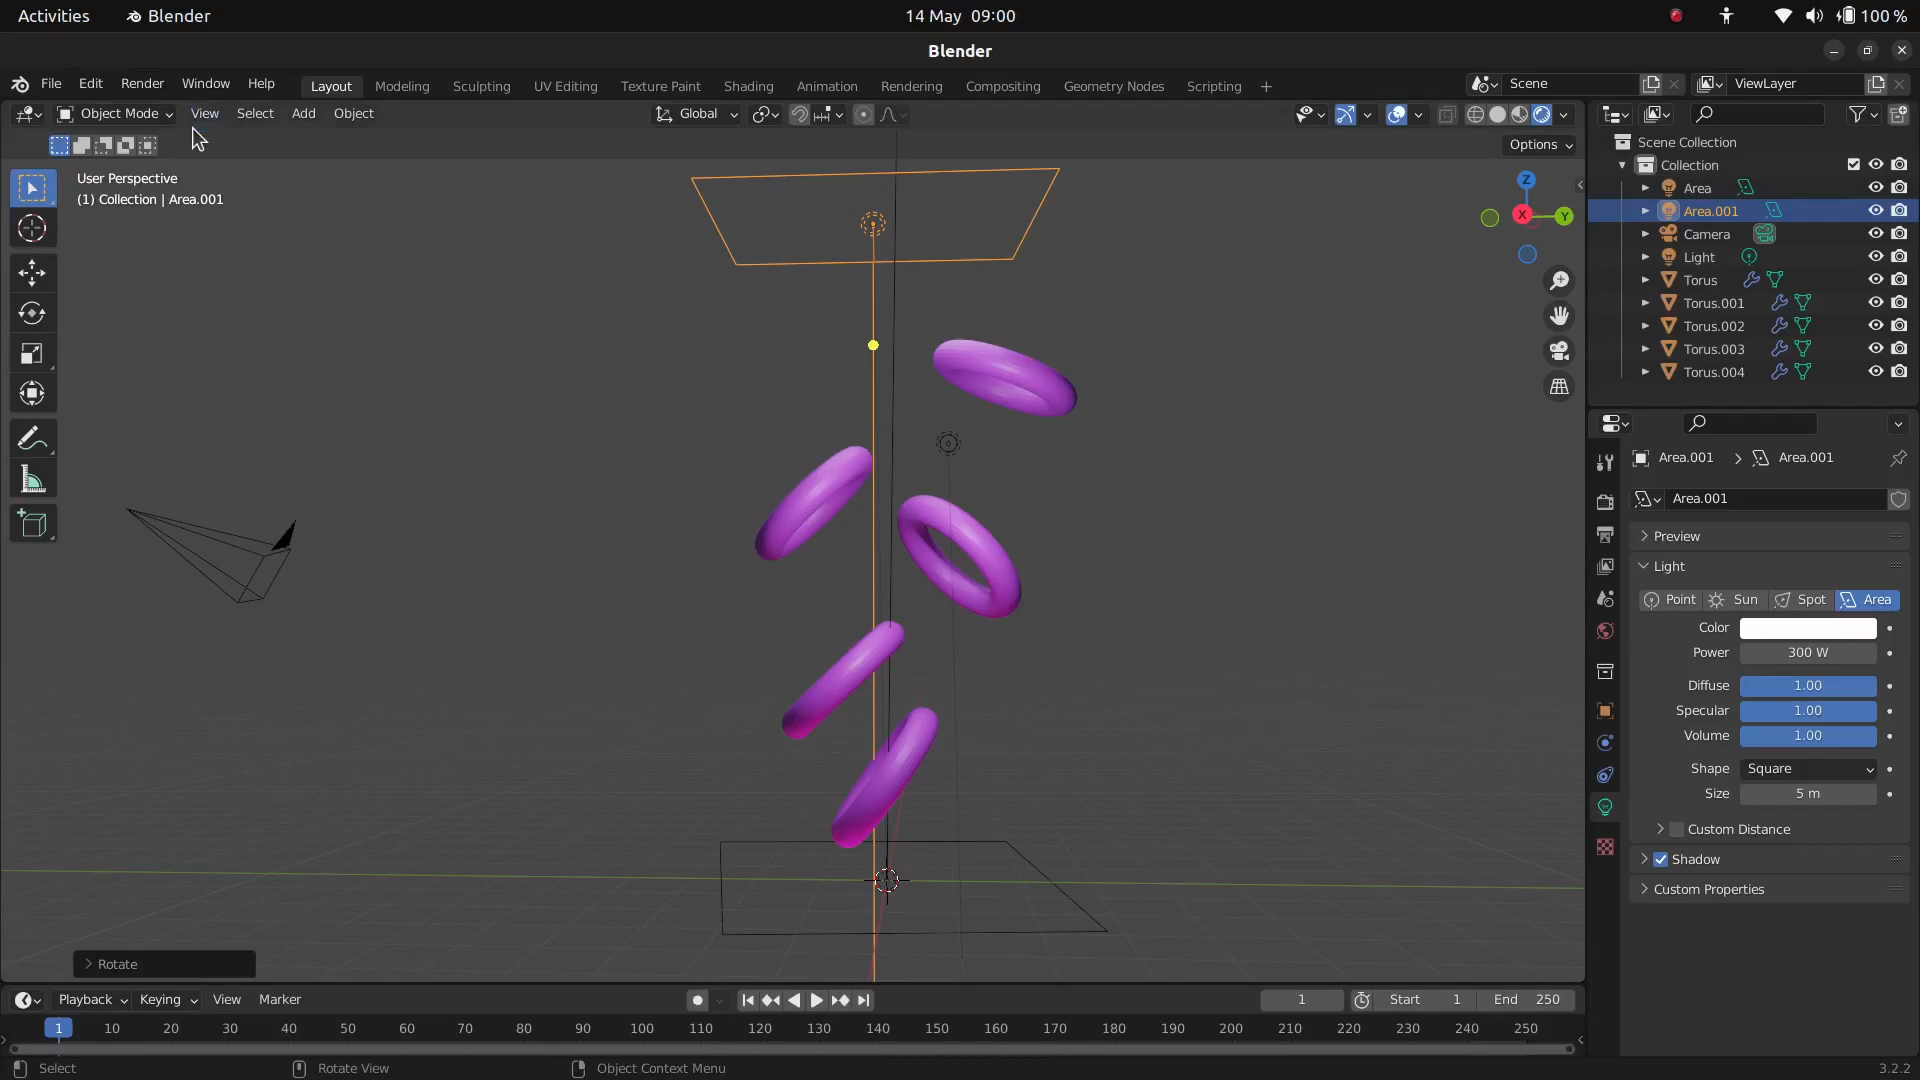 Activities Blender 14 May 09:00 100 %
Blender
File Edit Render Window Help Layout Modeling Sculpting UV Editing Texture Paint Shading Animation Rendering Compositing Geometry Nodes Scripting + Scene ViewLayer
Object Mode View Select Add Object Global
Options
User Perspective
(1) Collection | Area.001
Z
X
Y
Scene Collection
Collection
Area
Area.001
Camera
Light
Torus
Torus.001
Torus.002
Torus.003
Torus.004
Area.001 > Area.001
Area.001
Preview
Light
Point Sun Spot Area
Color
Power 300 W
Diffuse 1.00
Specular 1.00
Volume 1.00
Shape Square
Size 5 m
Custom Distance
Shadow
Custom Properties
Rotate
Playback Keying View Marker 1 Start 1 End 250
1 10 20 30 40 50 60 70 80 90 100 110 120 130 140 150 160 170 180 190 200 210 220 230 240 250
Select Rotate View Object Context Menu 3.2.2